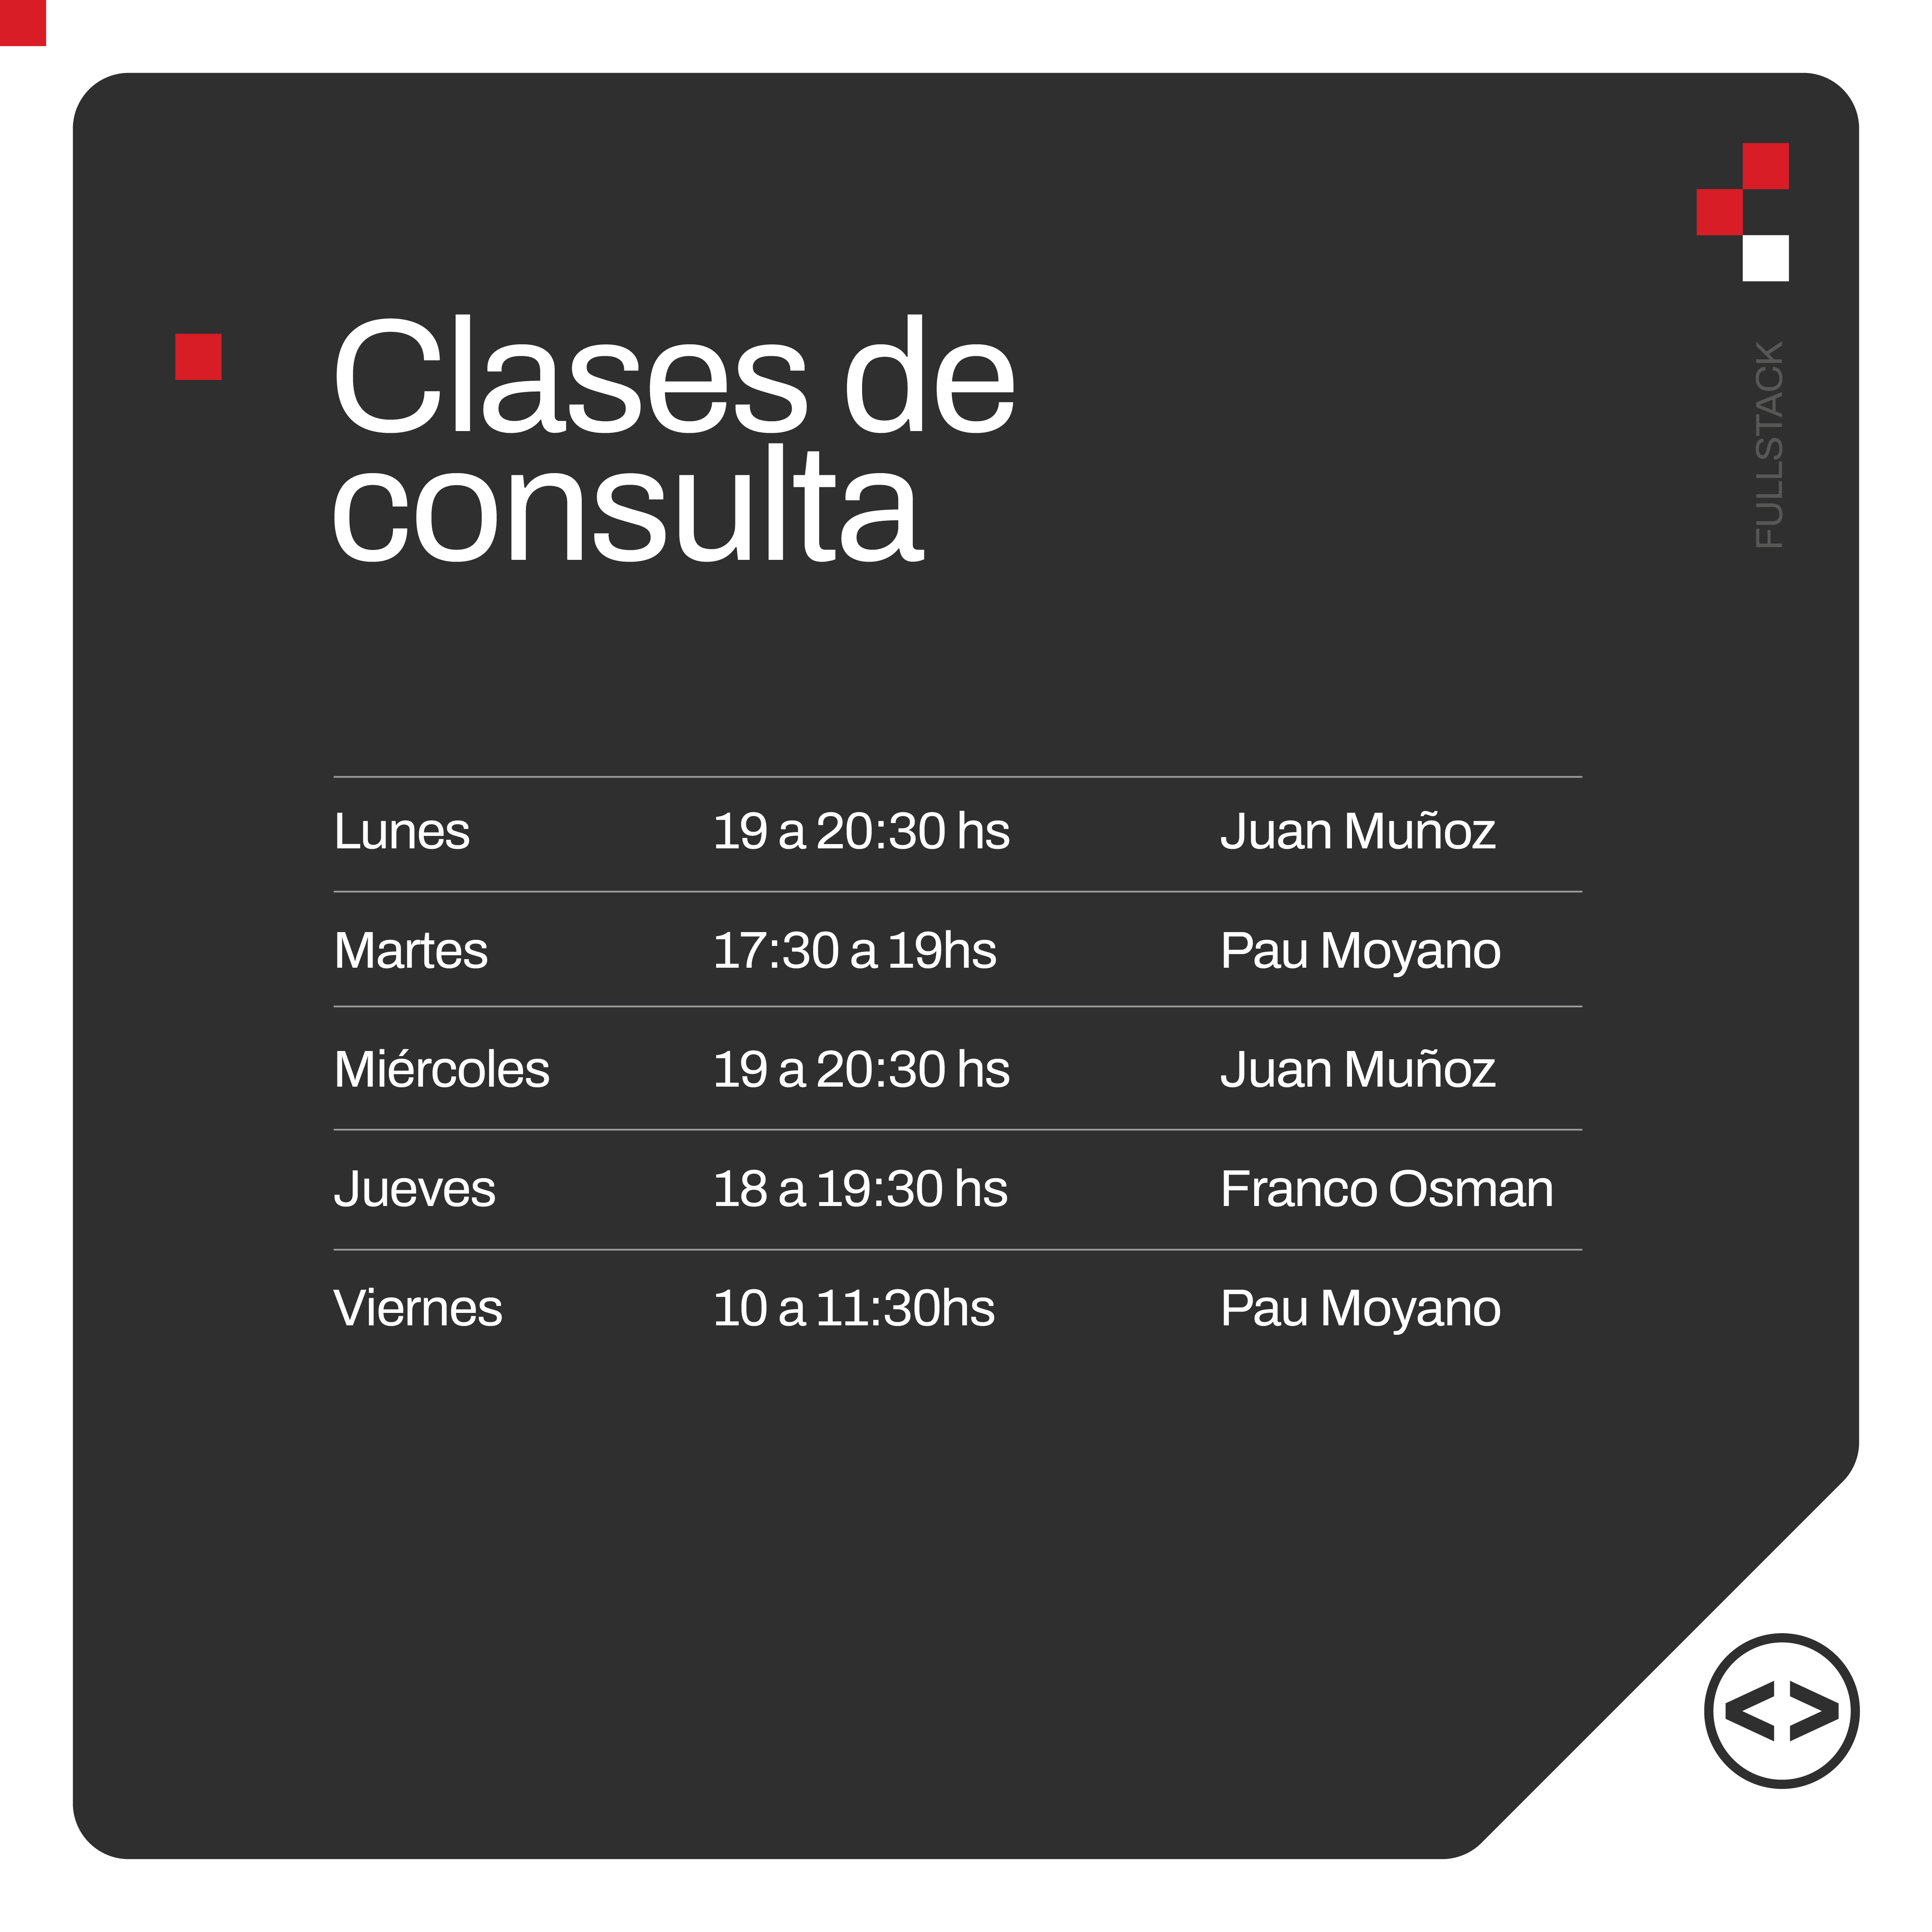 FULLSTACK
Clases de
consulta
Lunes 19 a 20:30 hs Juan Muñoz
Martes 17:30 a 19hs Pau Moyano
Miércoles 19 a 20:30 hs Juan Muñoz
Jueves 18 a 19:30 hs Franco Osman
Viernes 10 a 11:30hs Pau Moyano
<>